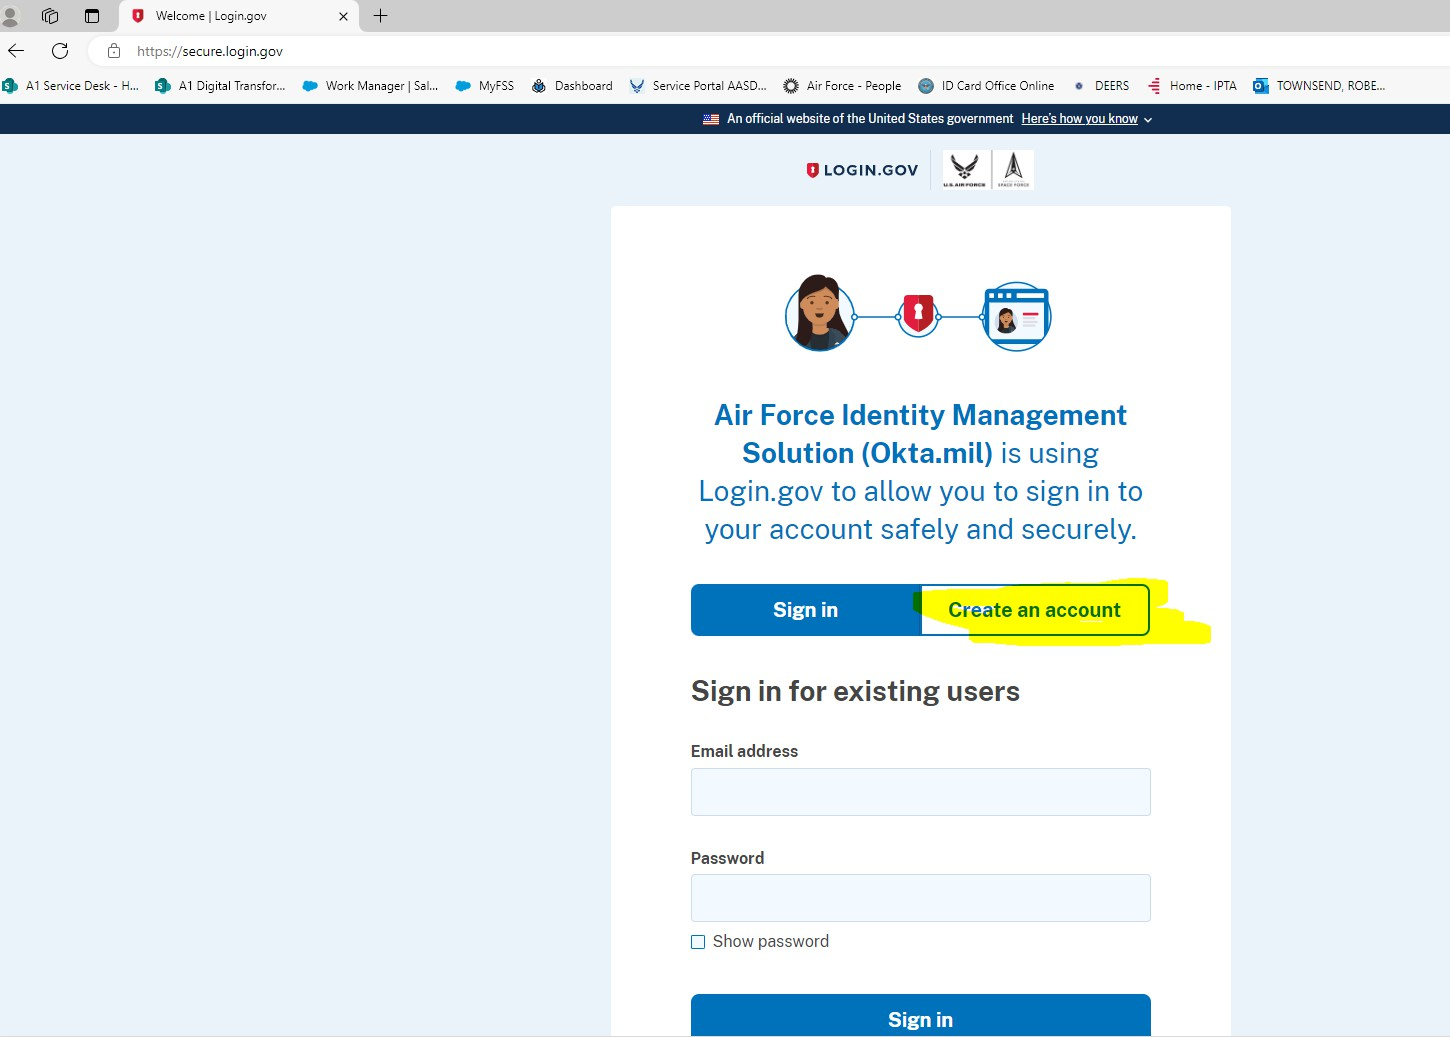 Welcome | Login.gov
https://secure.login.gov
A1 Service Desk - H... A1 Digital Transfor... Work Manager | Sal... MyFSS Dashboard Service Portal AASD... Air Force - People ID Card Office Online DEERS Home - IPTA TOWNSEND, ROBE...
An official website of the United States government Here's how you know
LOGIN.GOV U.S. AIR FORCE SPACE FORCE
Air Force Identity Management
Solution (Okta.mil) is using
Login.gov to allow you to sign in to
your account safely and securely.
Sign in Create an account
Sign in for existing users
Email address
Password
Show password
Sign in